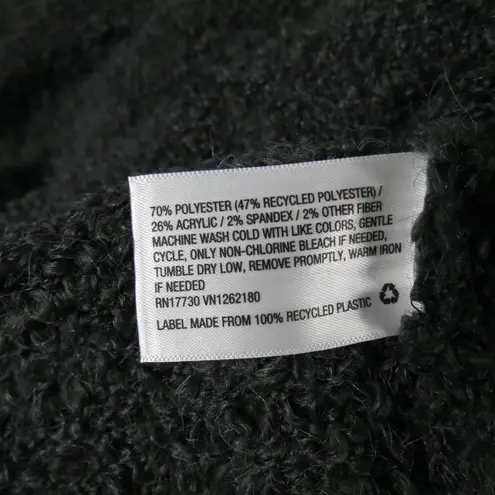 70% POLYESTER (47% RECYCLED POLYESTER) /
26% ACRYLIC / 2% SPANDEX / 2% OTHER FIBER
MACHINE WASH COLD WITH LIKE COLORS, GENTLE
CYCLE, ONLY NON-CHLORINE BLEACH IF NEEDED,
TUMBLE DRY LOW, REMOVE PROMPTLY, WARM IRON
IF NEEDED
RN17730 VN1262180
LABEL MADE FROM 100% RECYCLED PLASTIC